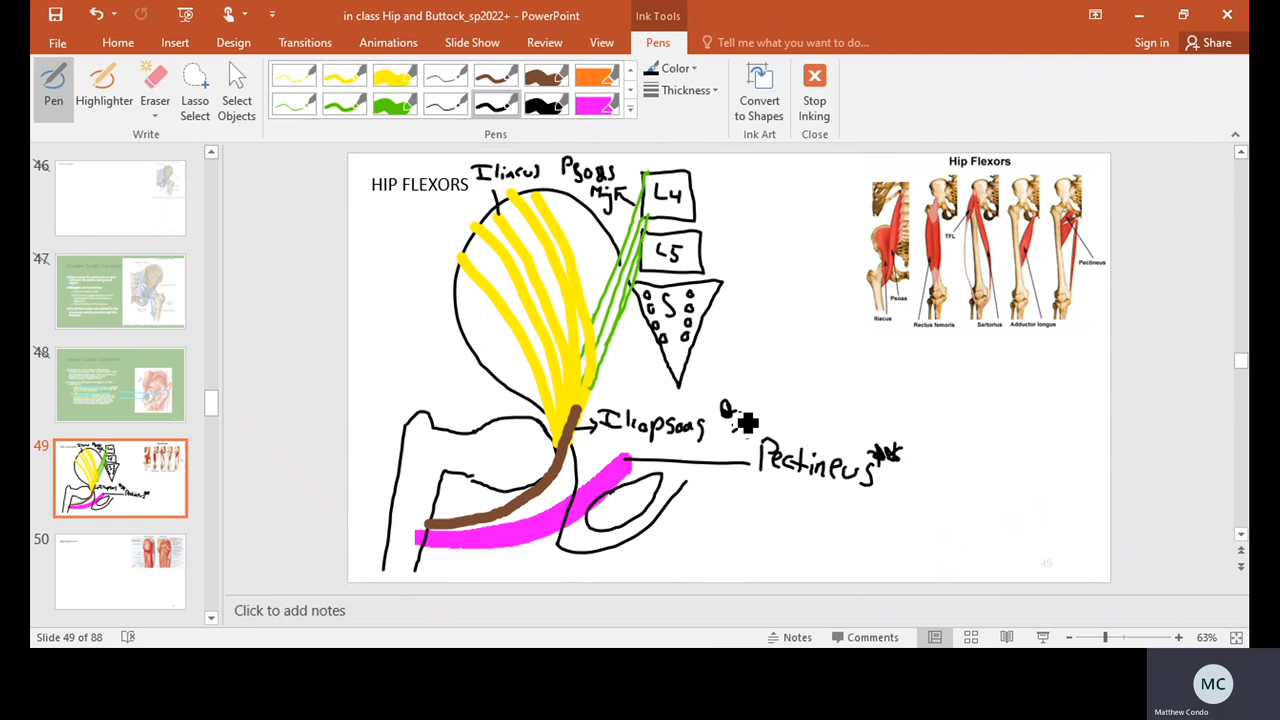 in class Hip and Buttock_sp2022+ - PowerPoint
Ink Tools
File
Home
Insert
Design
Transitions
Animations
Slide Show
Review
View
Pens
Tell me what you want to do...
Sign in
Share
Pen
Highlighter
Eraser
Lasso
Select
Select
Objects
Color
Thickness
Convert
to Shapes
Stop
Inking
Write
Pens
Ink Art
Close
46
47
48
49
50
HIP FLEXORS
Iliacus
Psoas
L4
L5
S
Iliopsoas
Pectineus
Hip Flexors
TFL
Pectineus
Psoas
Iliacus
Rectus femoris
Sartorius
Adductor longus
49
Click to add notes
Slide 49 of 88
Notes
Comments
63%
MC
Matthew Condo